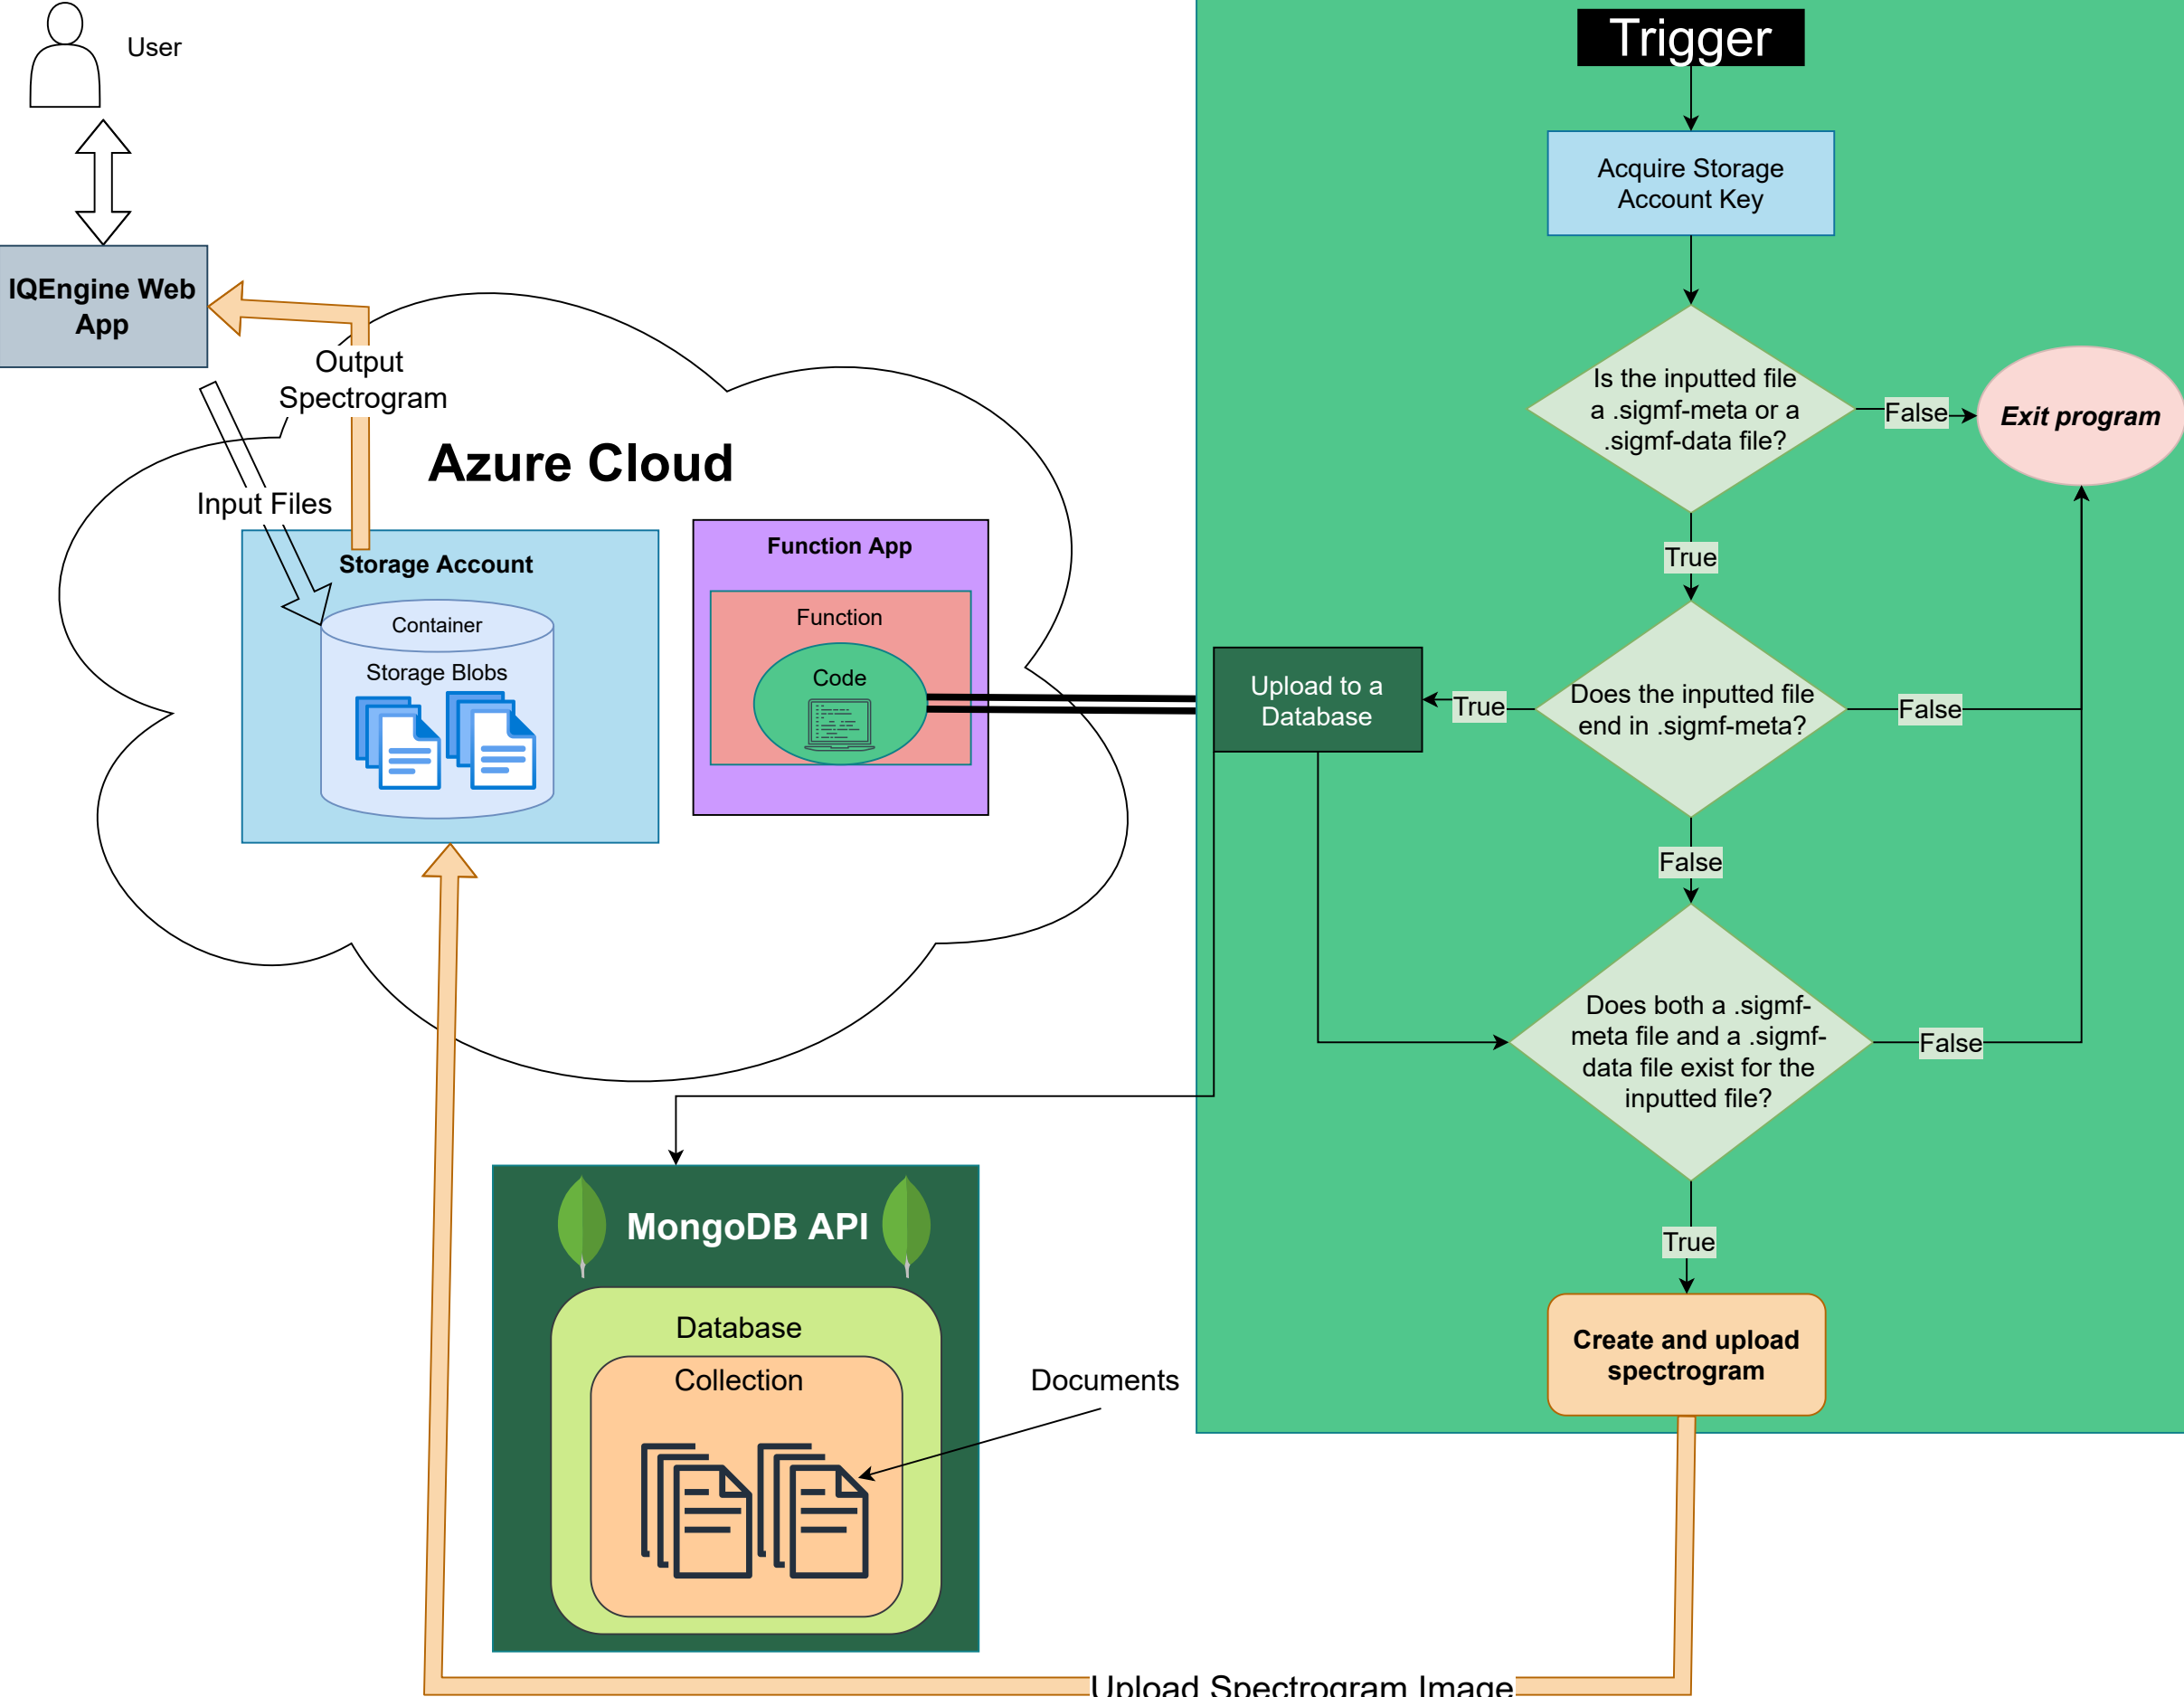 User
IQEngine Web
App
Output
Spectrogram
Input Files
Azure Cloud
Storage Account
Container
Storage Blobs
Function App
Function
Code
Trigger
Acquire Storage
Account Key
Is the inputted file
a .sigmf-meta or a
.sigmf-data file?
False
Exit program
True
Does the inputted file
end in .sigmf-meta?
True
False
Upload to a
Database
False
Does both a .sigmf-
meta file and a .sigmf-
data file exist for the
inputted file?
False
True
Create and upload
spectrogram
MongoDB API
Database
Collection
Documents
Upload Spectrogram Image